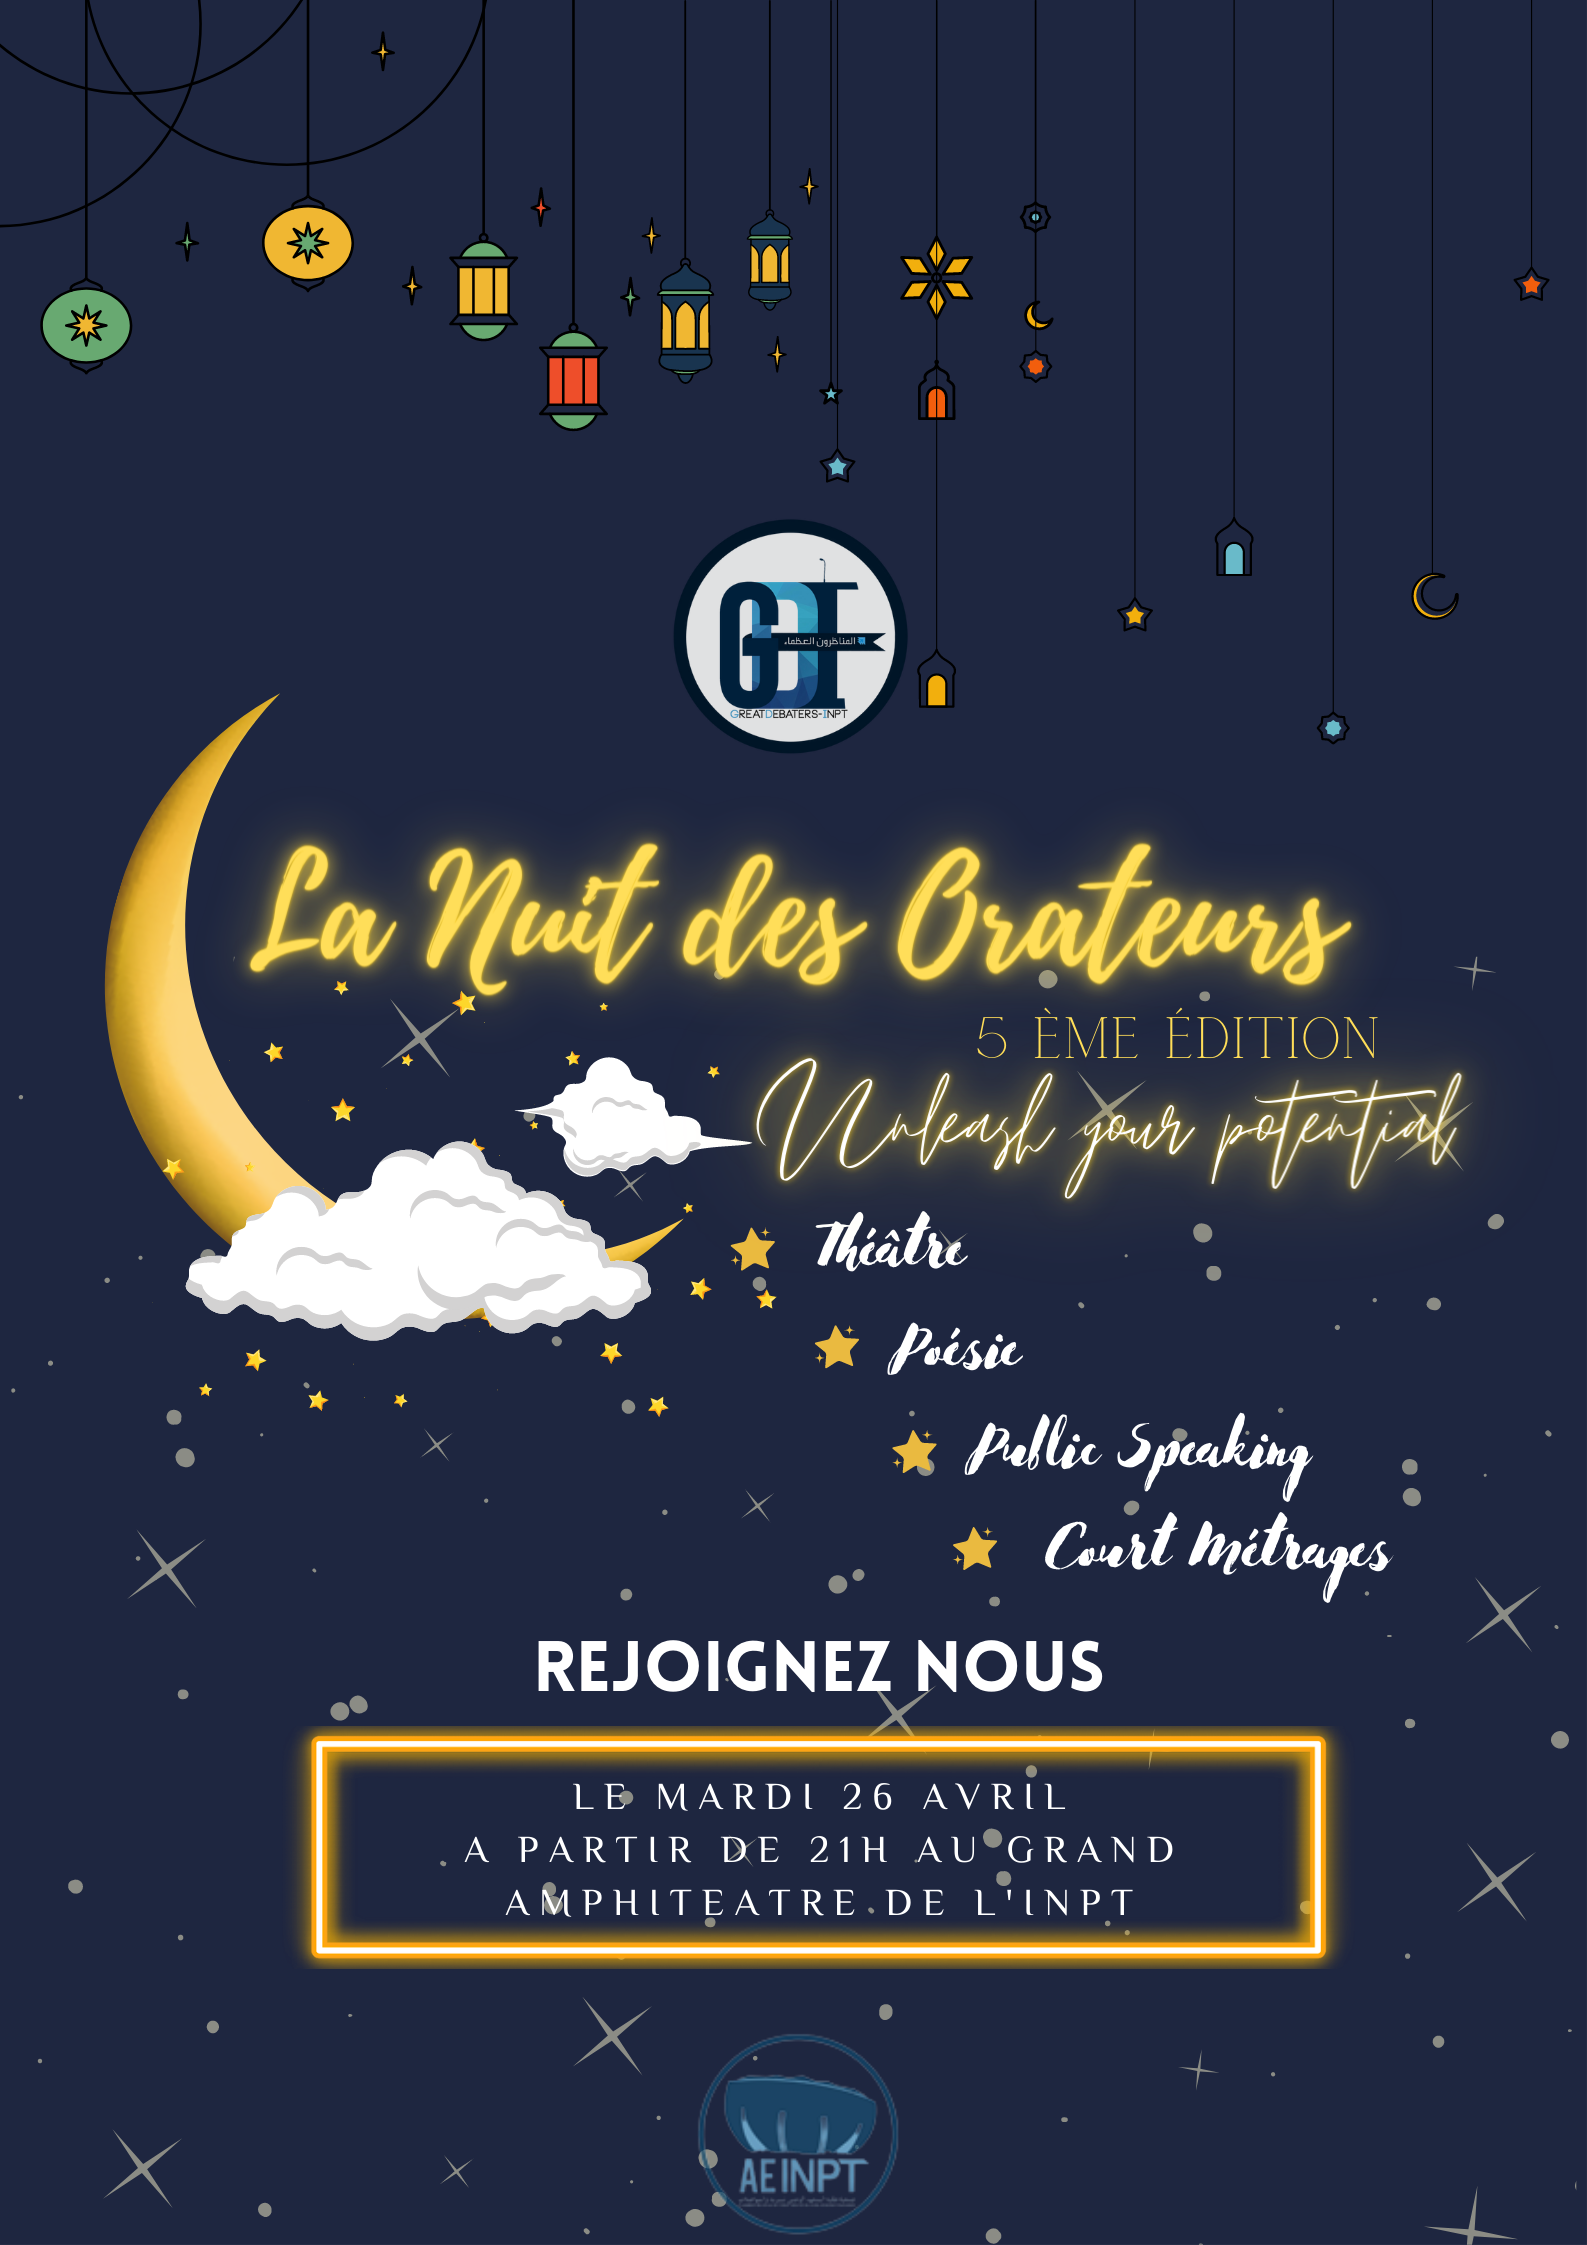 GDI
المناظرون العظماء
GREATDEBATERS-INPT
La Nuit des Orateurs
5 ÈME ÉDITION
Unleash your potential
Théâtre
Poésie
Public Speaking
Court Métrages
REJOIGNEZ NOUS
LE MARDI 26 AVRIL
A PARTIR DE 21H AU GRAND
AMPHITEATRE DE L'INPT
AEINPT